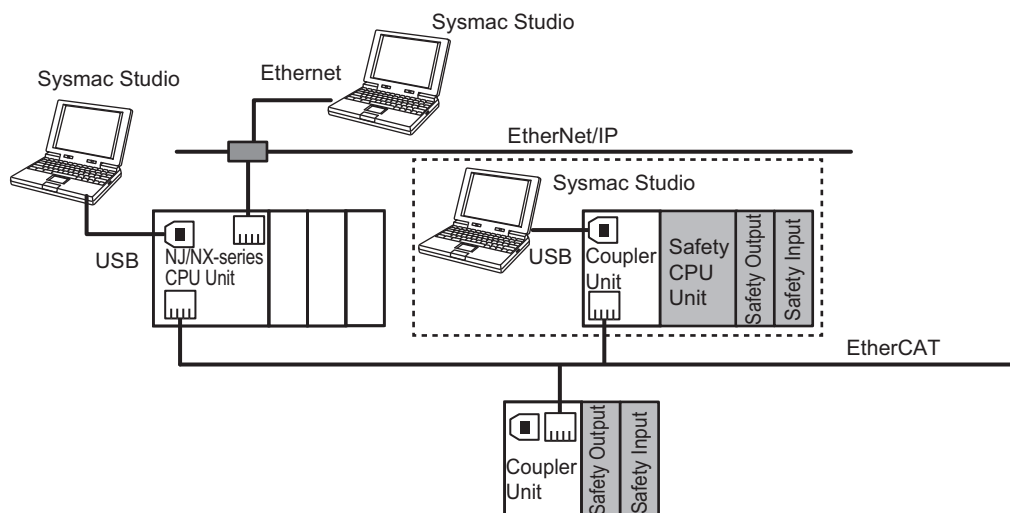 Sysmac Studio
Sysmac Studio
Ethernet
EtherNet/IP
Sysmac Studio
USB
NJ/NX-series
CPU Unit
USB
Coupler
Unit
Safety
CPU
Unit
Safety Output
Safety Input
EtherCAT
Coupler
Unit
Safety Output
Safety Input